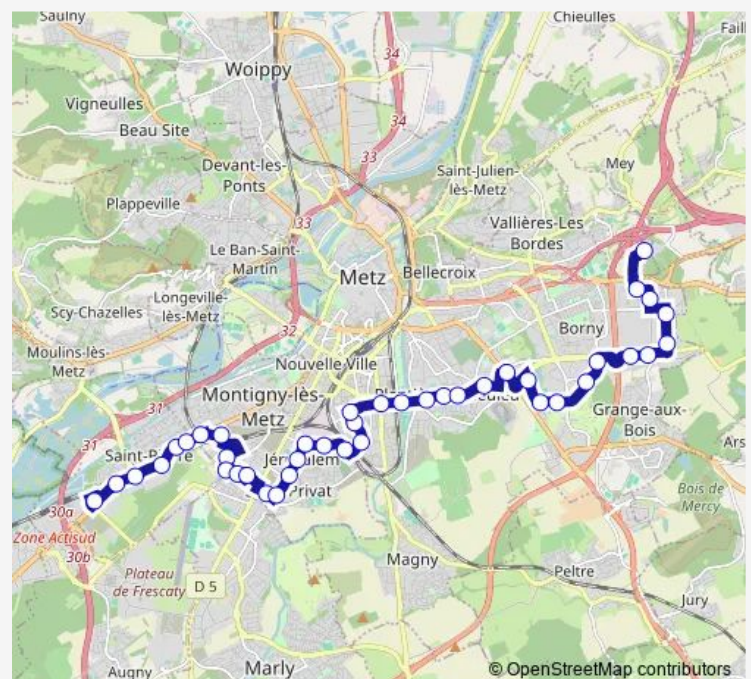 Saulny
Chieulles
Fail
34
Woippy
Vigneulles
34
Beau Site
33
Mey
Devant-les-
Ponts
Saint-Julien-
lès-Metz
Plappeville
33
Vallières-Les
Bordes
Le Ban-Saint-
Martin
Metz
Bellecroix
Longeville-
lès-Metz
Scy-Chazelles
32
Borny
Moulins-lès-
Metz
Nouvelle Ville
Montigny-lès-
Metz
31
Grange-aux-
Bois
31
Ars
Privat
30a
Bois de
Mercy
Zone Actisud
30b
Magny
Plateau
de Frescaty
D 5
Peltre
Jury
Augny
Marly
© OpenStreetMap contributors